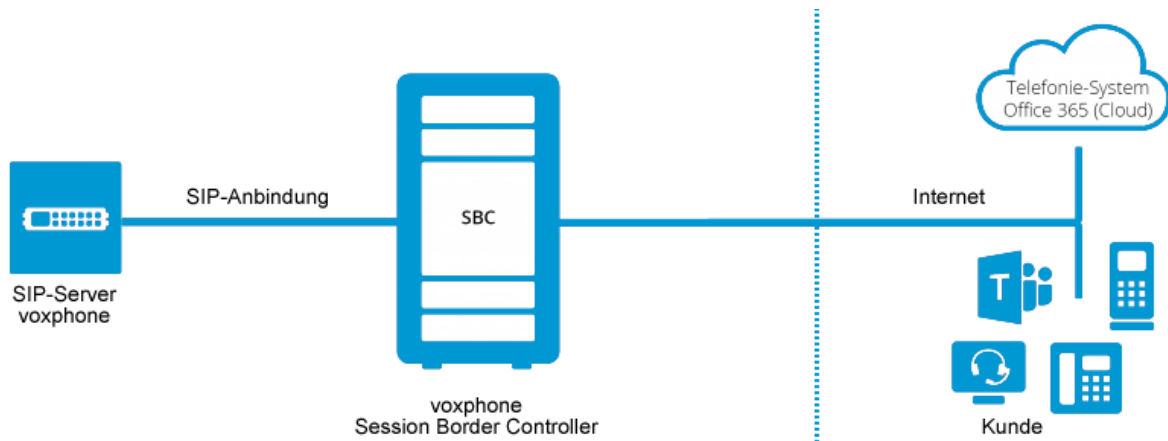 Telefonie-System
Office 365 (Cloud)
SIP-Anbindung
Internet
SBC
T
SIP-Server
voxphone
voxphone
Session Border Controller
Kunde